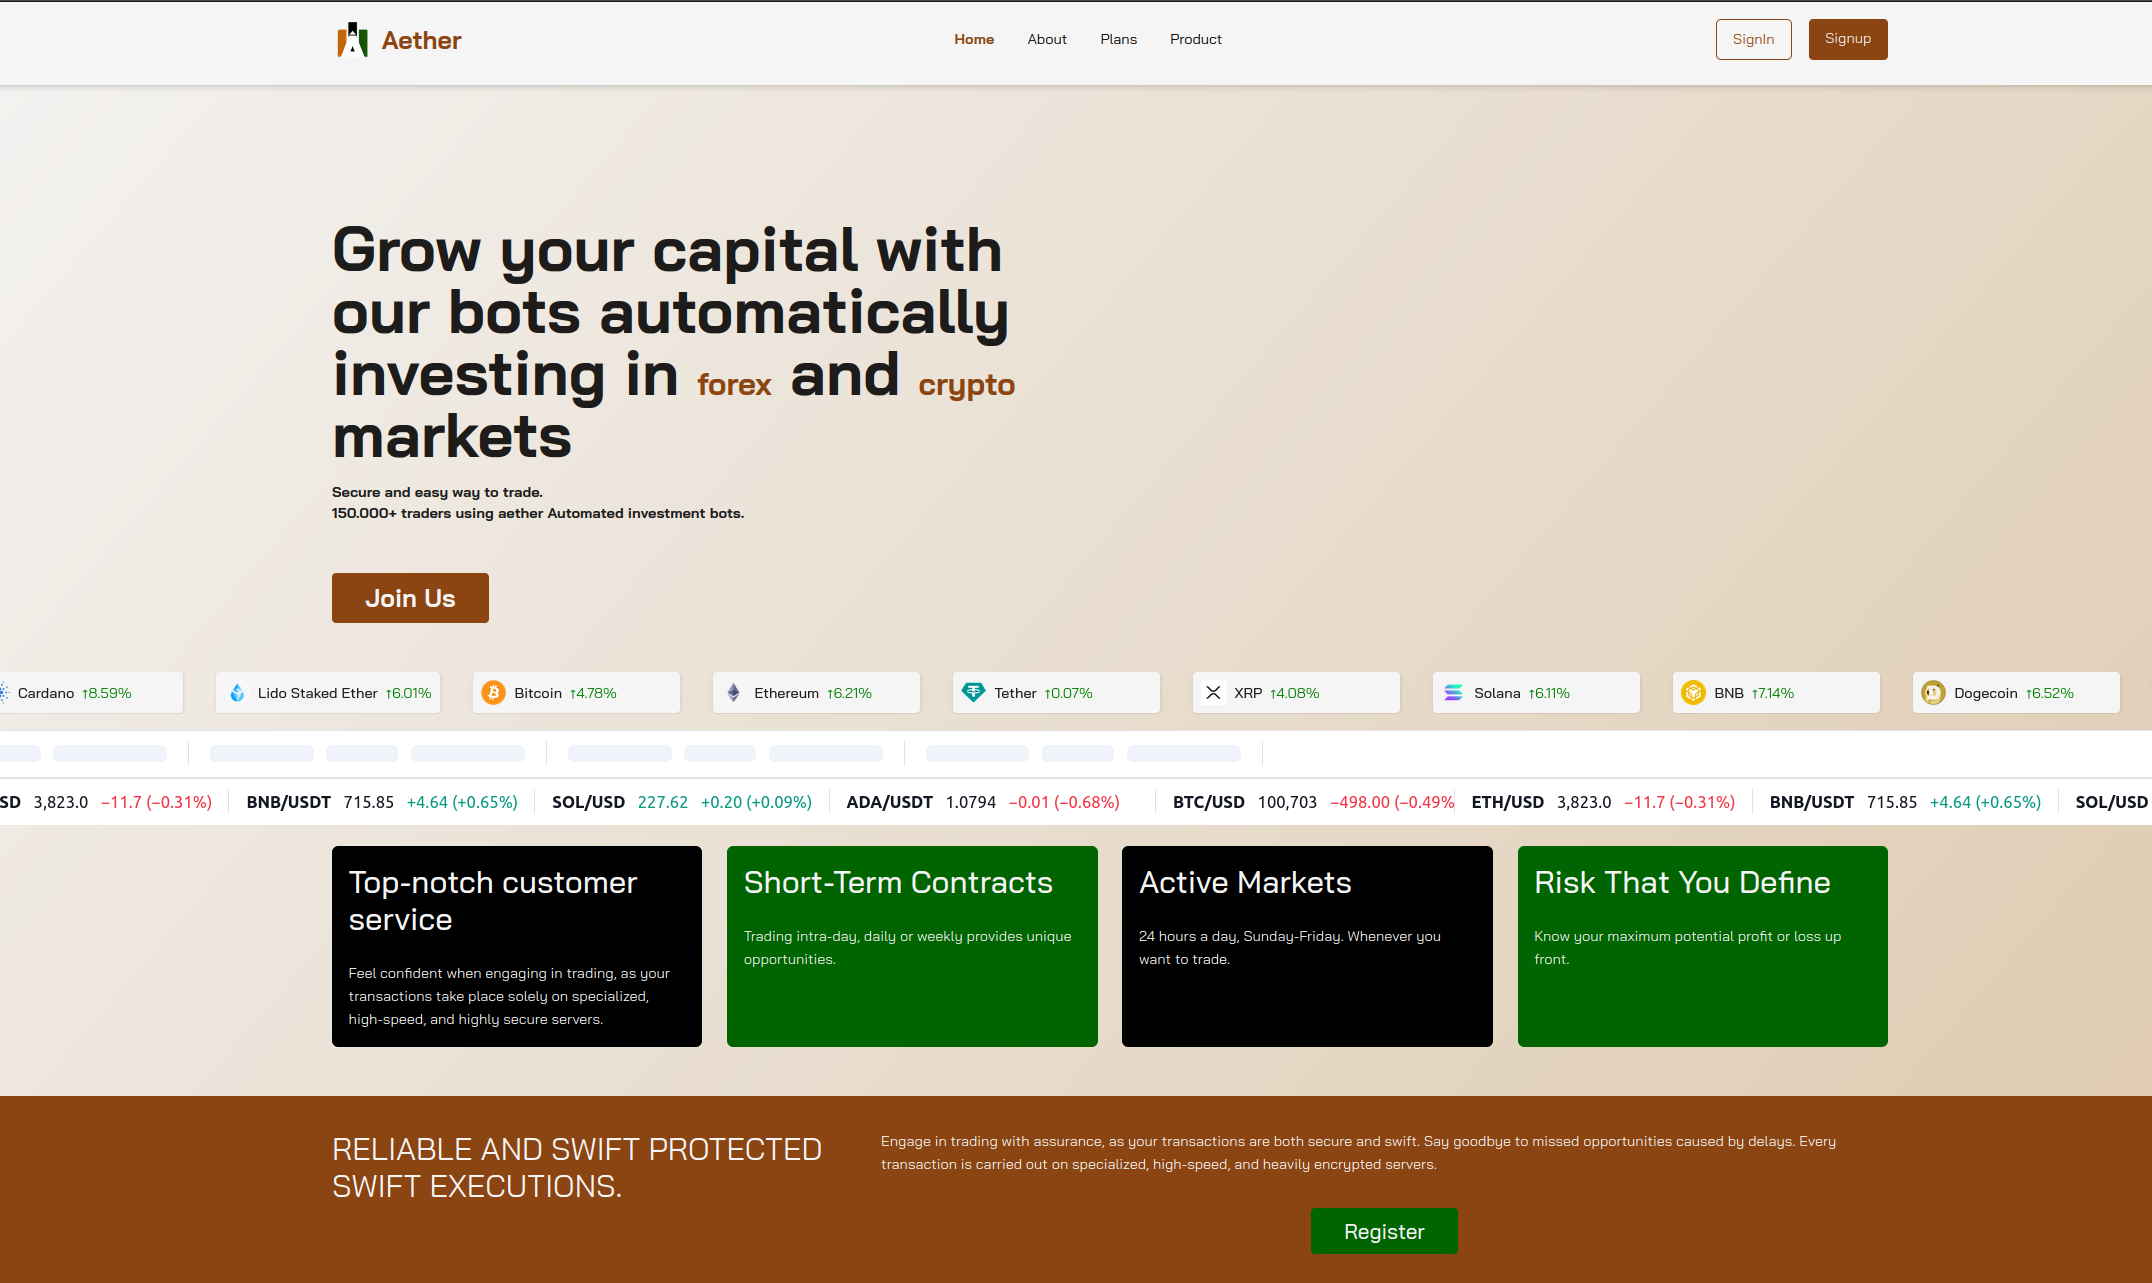 Aether
Home About Plans Product
SignIn Signup
Grow your capital with
our bots automatically
investing in forex and crypto
markets
Secure and easy way to trade.
150.000+ traders using aether Automated investment bots.
Join Us
Cardano ↑8.59% Lido Staked Ether ↑6.01% Bitcoin ↑4.78% Ethereum ↑6.21% Tether ↑0.07% XRP ↑4.08% Solana ↑6.11% BNB ↑7.14% Dogecoin ↑6.52%
SD 3,823.0 −11.7 (−0.31%) BNB/USDT 715.85 +4.64 (+0.65%) SOL/USD 227.62 +0.20 (+0.09%) ADA/USDT 1.0794 −0.01 (−0.68%) BTC/USD 100,703 −498.00 (−0.49% ETH/USD 3,823.0 −11.7 (−0.31%) BNB/USDT 715.85 +4.64 (+0.65%) SOL/USD
Top-notch customer
service
Feel confident when engaging in trading, as your
transactions take place solely on specialized,
high-speed, and highly secure servers.
Short-Term Contracts
Trading intra-day, daily or weekly provides unique
opportunities.
Active Markets
24 hours a day, Sunday-Friday. Whenever you
want to trade.
Risk That You Define
Know your maximum potential profit or loss up
front.
RELIABLE AND SWIFT PROTECTED
SWIFT EXECUTIONS.
Engage in trading with assurance, as your transactions are both secure and swift. Say goodbye to missed opportunities caused by delays. Every
transaction is carried out on specialized, high-speed, and heavily encrypted servers.
Register